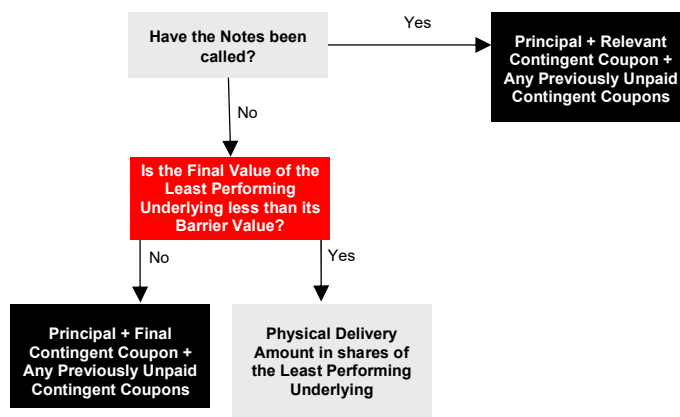 Have the Notes been
called?
Yes
Principal + Relevant
Contingent Coupon +
Any Previously Unpaid
Contingent Coupons
No
Is the Final Value of the
Least Performing
Underlying less than its
Barrier Value?
No
Yes
Principal + Final
Contingent Coupon +
Any Previously Unpaid
Contingent Coupons
Physical Delivery
Amount in shares of
the Least Performing
Underlying